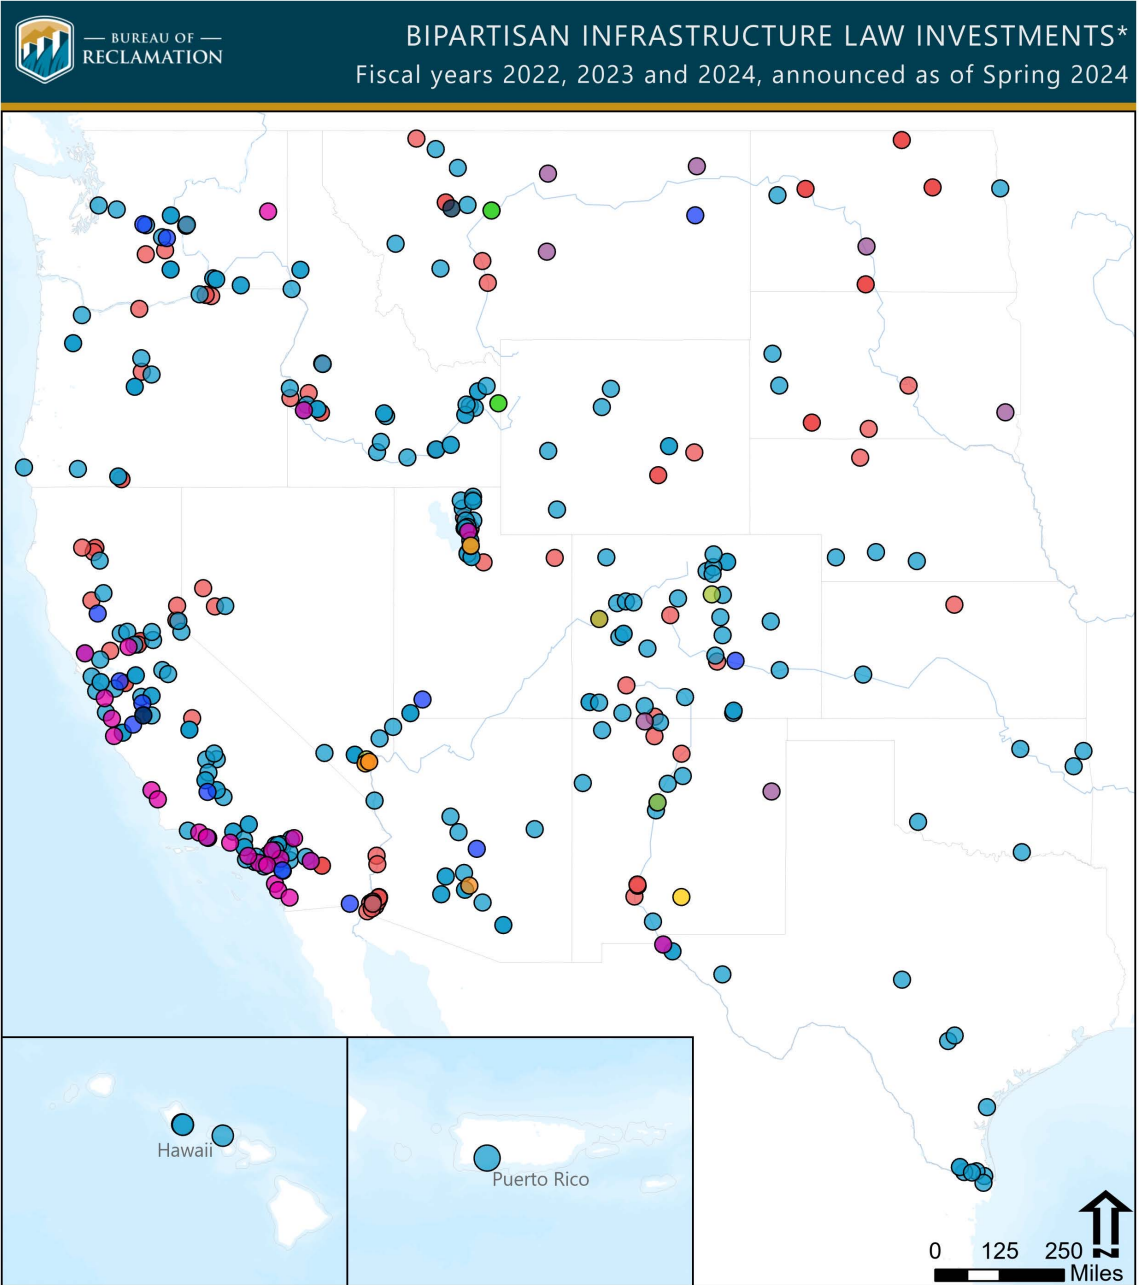 BUREAU OF
RECLAMATION
BIPARTISAN INFRASTRUCTURE LAW INVESTMENTS*
Fiscal years 2022, 2023 and 2024, announced as of Spring 2024
Hawaii
Puerto Rico
N
0 125 250
Miles